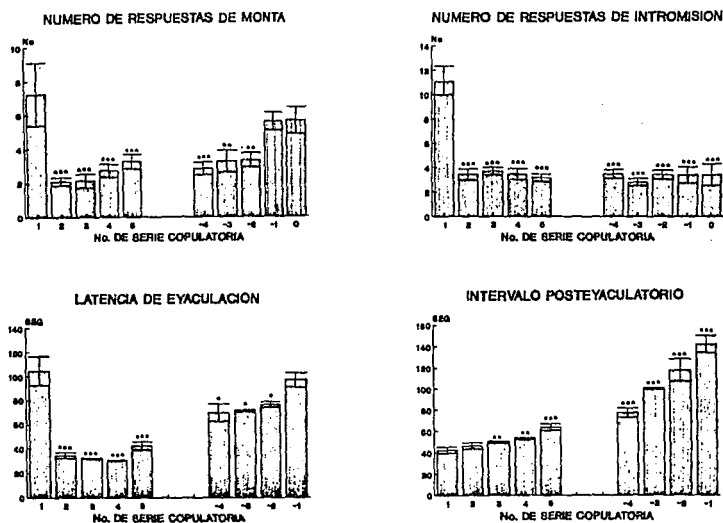 NUMERO DE RESPUESTAS DE MONTA
No
10
8
6
4
2
0
*** *** *** *** *** ** **
1 2 3 4 5 -4 -3 -2 -1 0
No. DE SERIE COPULATORIA
NUMERO DE RESPUESTAS DE INTROMISION
No
14
12
10
8
6
4
2
0
*** *** *** *** *** *** *** *** ***
1 2 3 4 5 -4 -3 -2 -1 0
No. DE SERIE COPULATORIA
LATENCIA DE EYACULACION
SEG
140
120
100
80
60
40
20
0
*** *** *** *** * * *
1 2 3 4 5 -4 -3 -2 -1
No. DE SERIE COPULATORIA
INTERVALO POSTEYACULATORIO
SEG
160
140
120
100
80
60
40
20
0
** ** *** *** *** *** ***
1 2 3 4 5 -4 -3 -2 -1
No. DE SERIE COPULATORIA